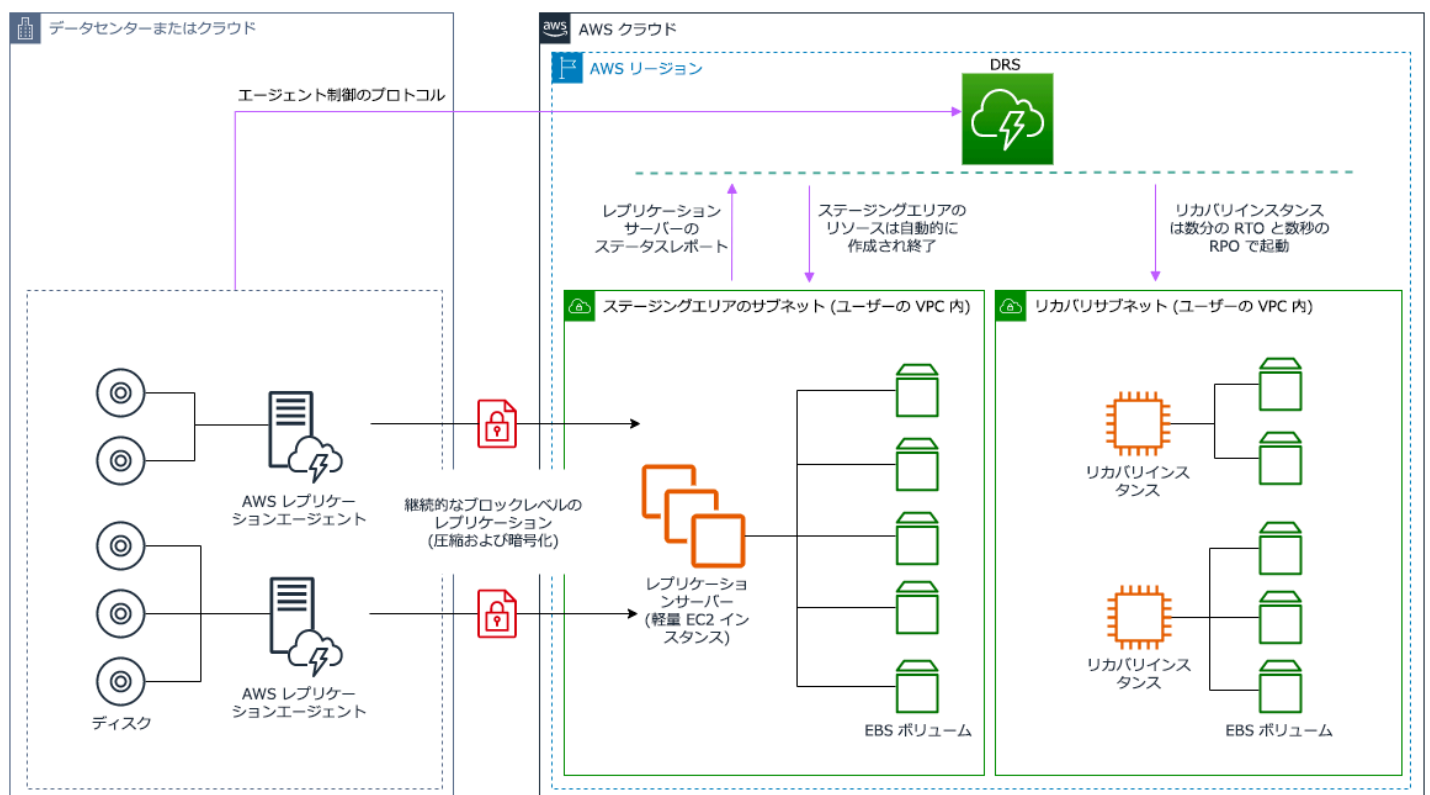 データセンターまたはクラウド
aws
AWS クラウド
AWS リージョン
DRS
エージェント制御のプロトコル
レプリケーション
サーバーの
ステータスレポート
ステージングエリアの
リソースは自動的に
作成され終了
リカバリインスタンス
は数分の RTO と数秒の
RPO で起動
ステージングエリアのサブネット (ユーザーの VPC 内)
リカバリサブネット (ユーザーの VPC 内)
AWS レプリケー
ションエージェント
継続的なブロックレベルの
レプリケーション
(圧縮および暗号化)
AWS レプリケー
ションエージェント
ディスク
レプリケーショ
ンサーバー
(軽量 EC2 イン
スタンス)
EBS ボリューム
リカバリインス
タンス
リカバリインス
タンス
EBS ボリューム